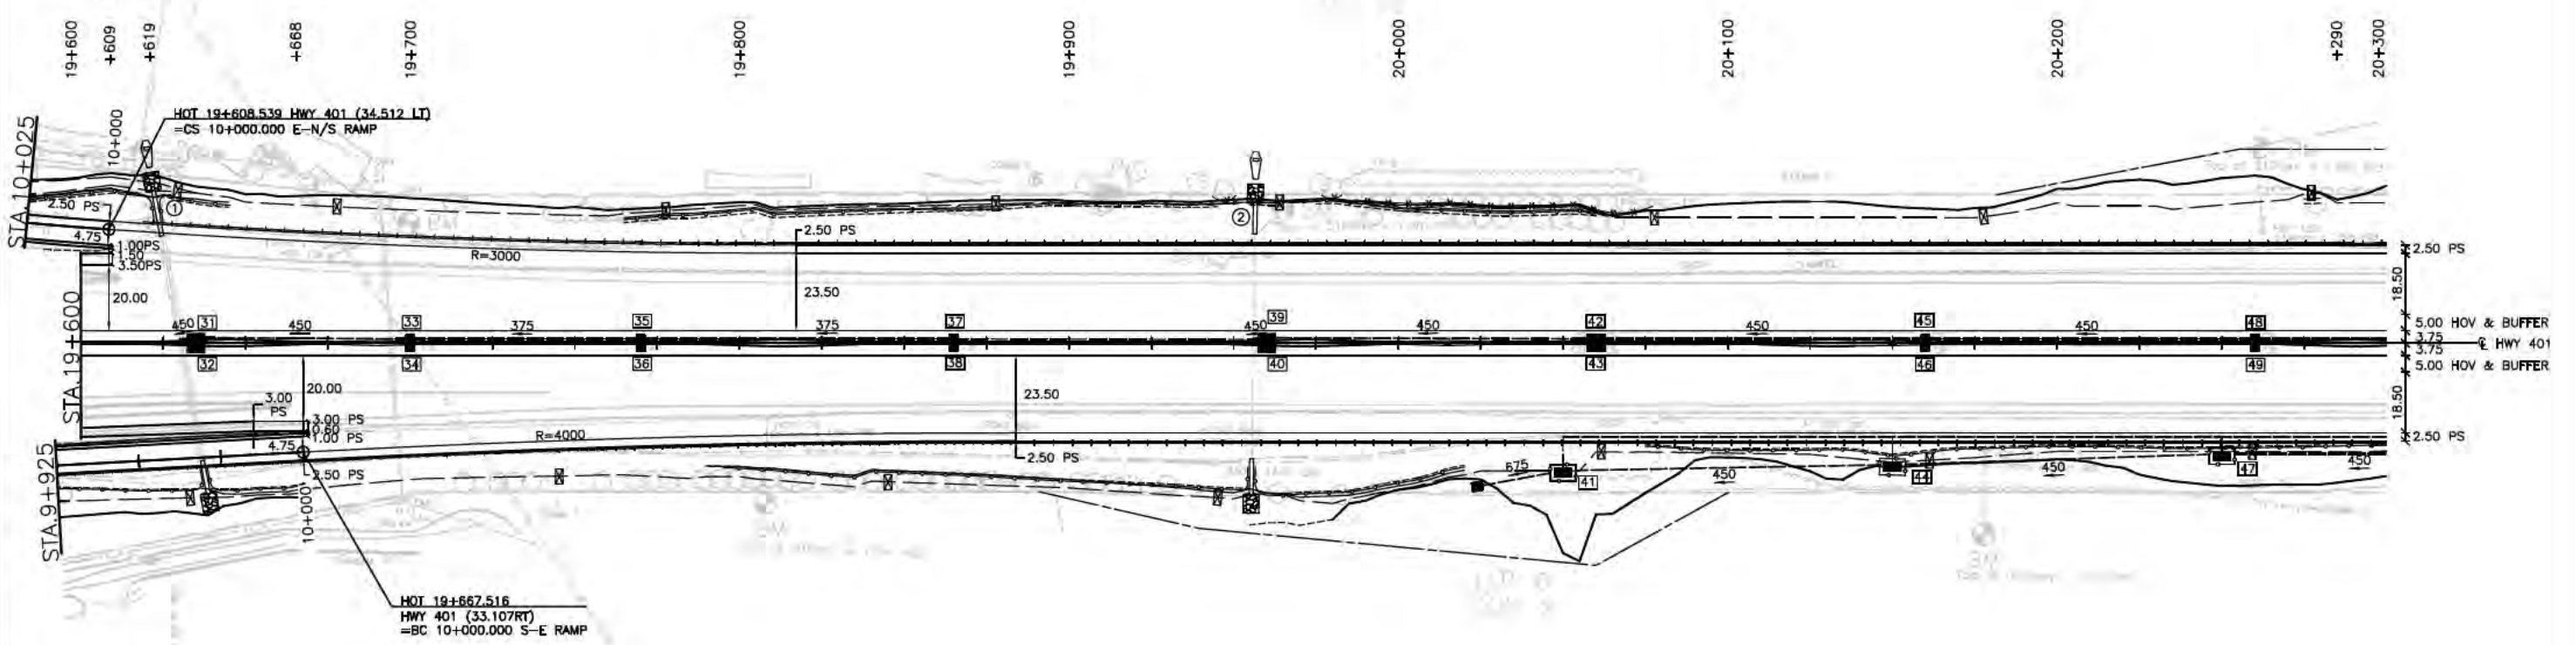 19+600
+609
+619
+668
19+700
19+800
19+900
20+000
20+100
20+200
+290
20+300
HOT 19+608.539 HWY 401 (34.512 LT)
=CS 10+000.000 E-N/S RAMP
STA.10+025
10+000
2.50 PS
4.75
1.00PS
1.50
3.50PS
20.00
1
R=3000
2.50 PS
23.50
2
2.50 PS
18.50
STA.19+600
450
31
450
33
375
35
375
37
450
39
450
42
450
45
450
48
5.00 HOV & BUFFER
3.75
℄ HWY 401
3.75
5.00 HOV & BUFFER
32
34
36
38
40
43
46
49
20.00
23.50
18.50
3.00
PS
3.00 PS
0.60
1.00 PS
4.75
R=4000
2.50 PS
2.50 PS
2.50 PS
STA.9+925
10+000
675
41
450
44
450
47
450
HOT 19+667.516
HWY 401 (33.107RT)
=BC 10+000.000 S-E RAMP